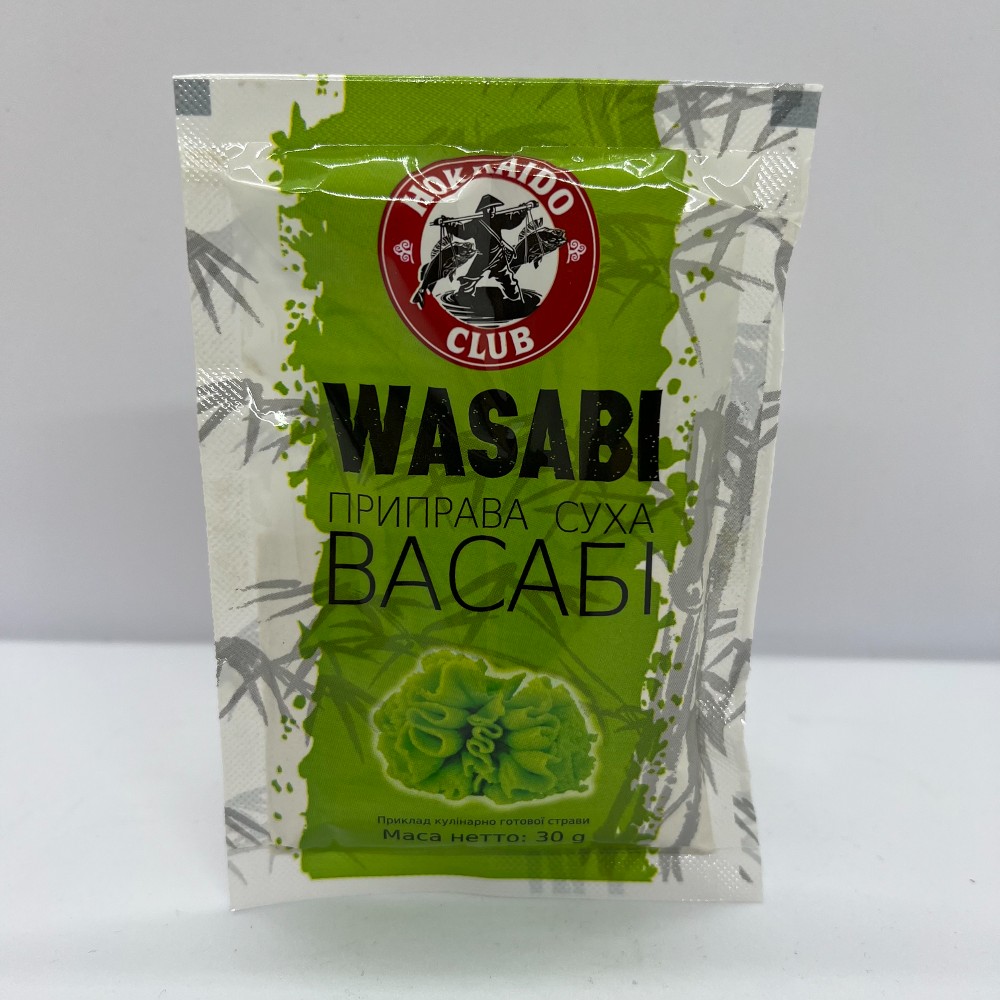 HOKKAIDO
CLUB
WASABI
ПРИПРАВА СУХА
ВАСАБІ
Приклад кулінарно готової страви
Маса нетто: 30 g